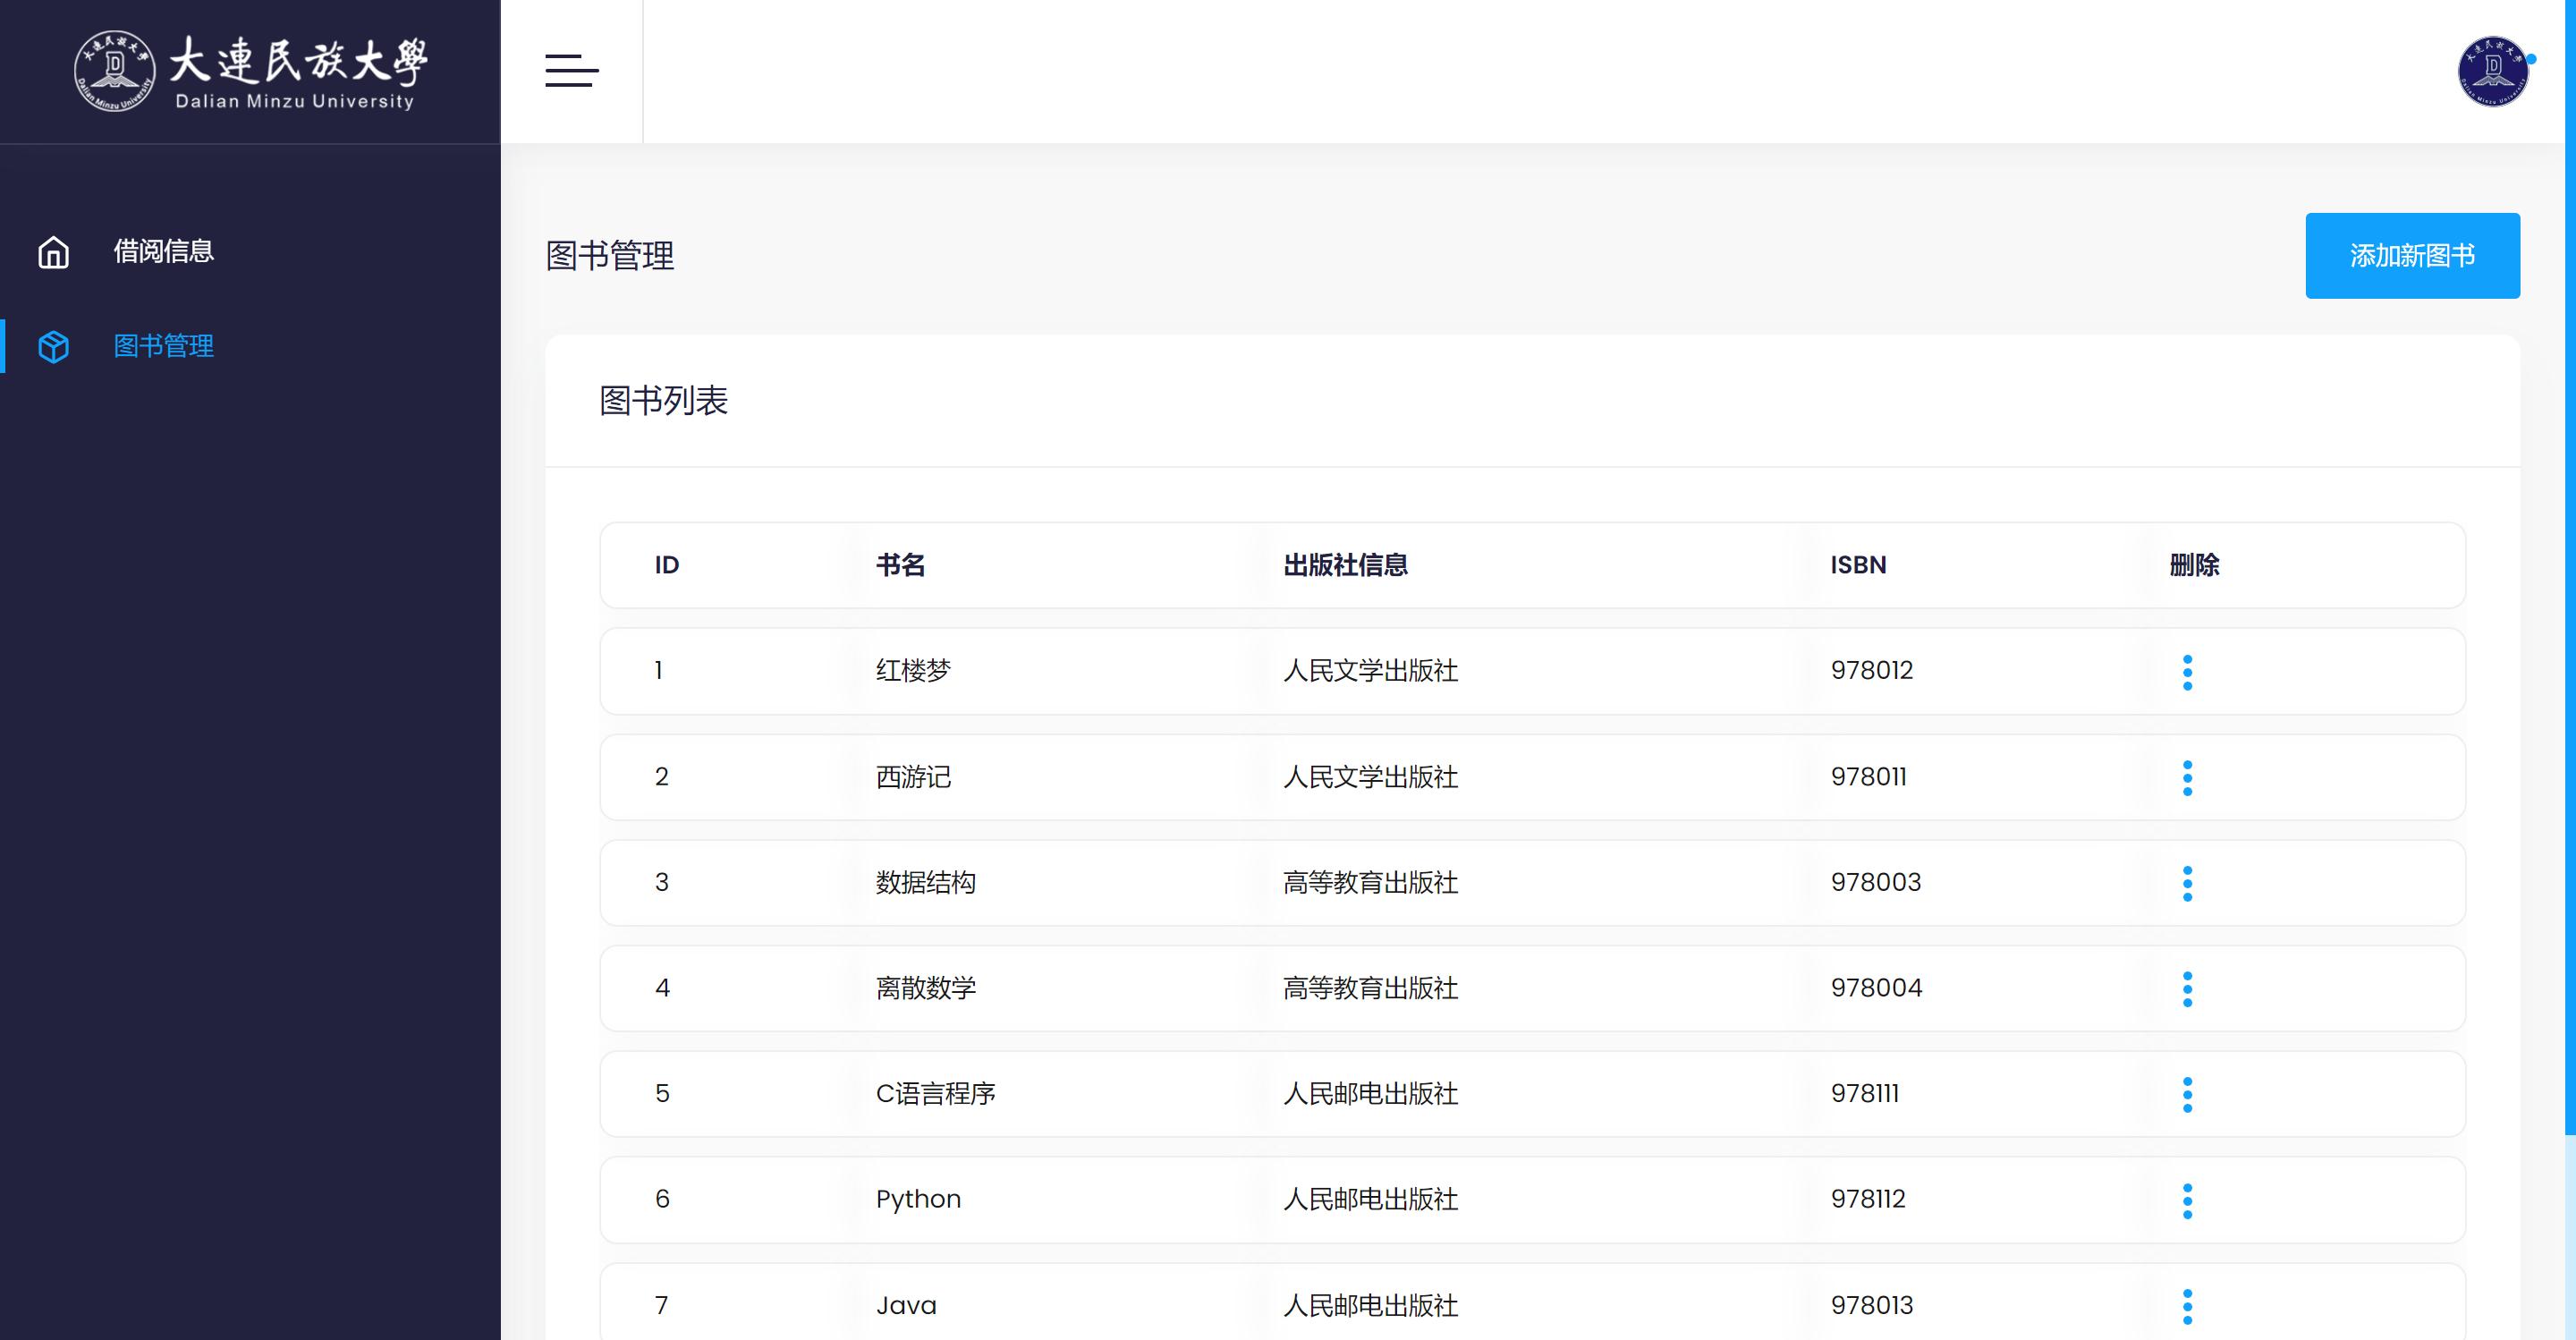 大連民族大學
Dalian Minzu University
借阅信息
图书管理
图书管理
添加新图书
图书列表
ID 书名 出版社信息 ISBN 删除
1 红楼梦 人民文学出版社 978012
2 西游记 人民文学出版社 978011
3 数据结构 高等教育出版社 978003
4 离散数学 高等教育出版社 978004
5 C语言程序 人民邮电出版社 978111
6 Python 人民邮电出版社 978112
7 Java 人民邮电出版社 978013